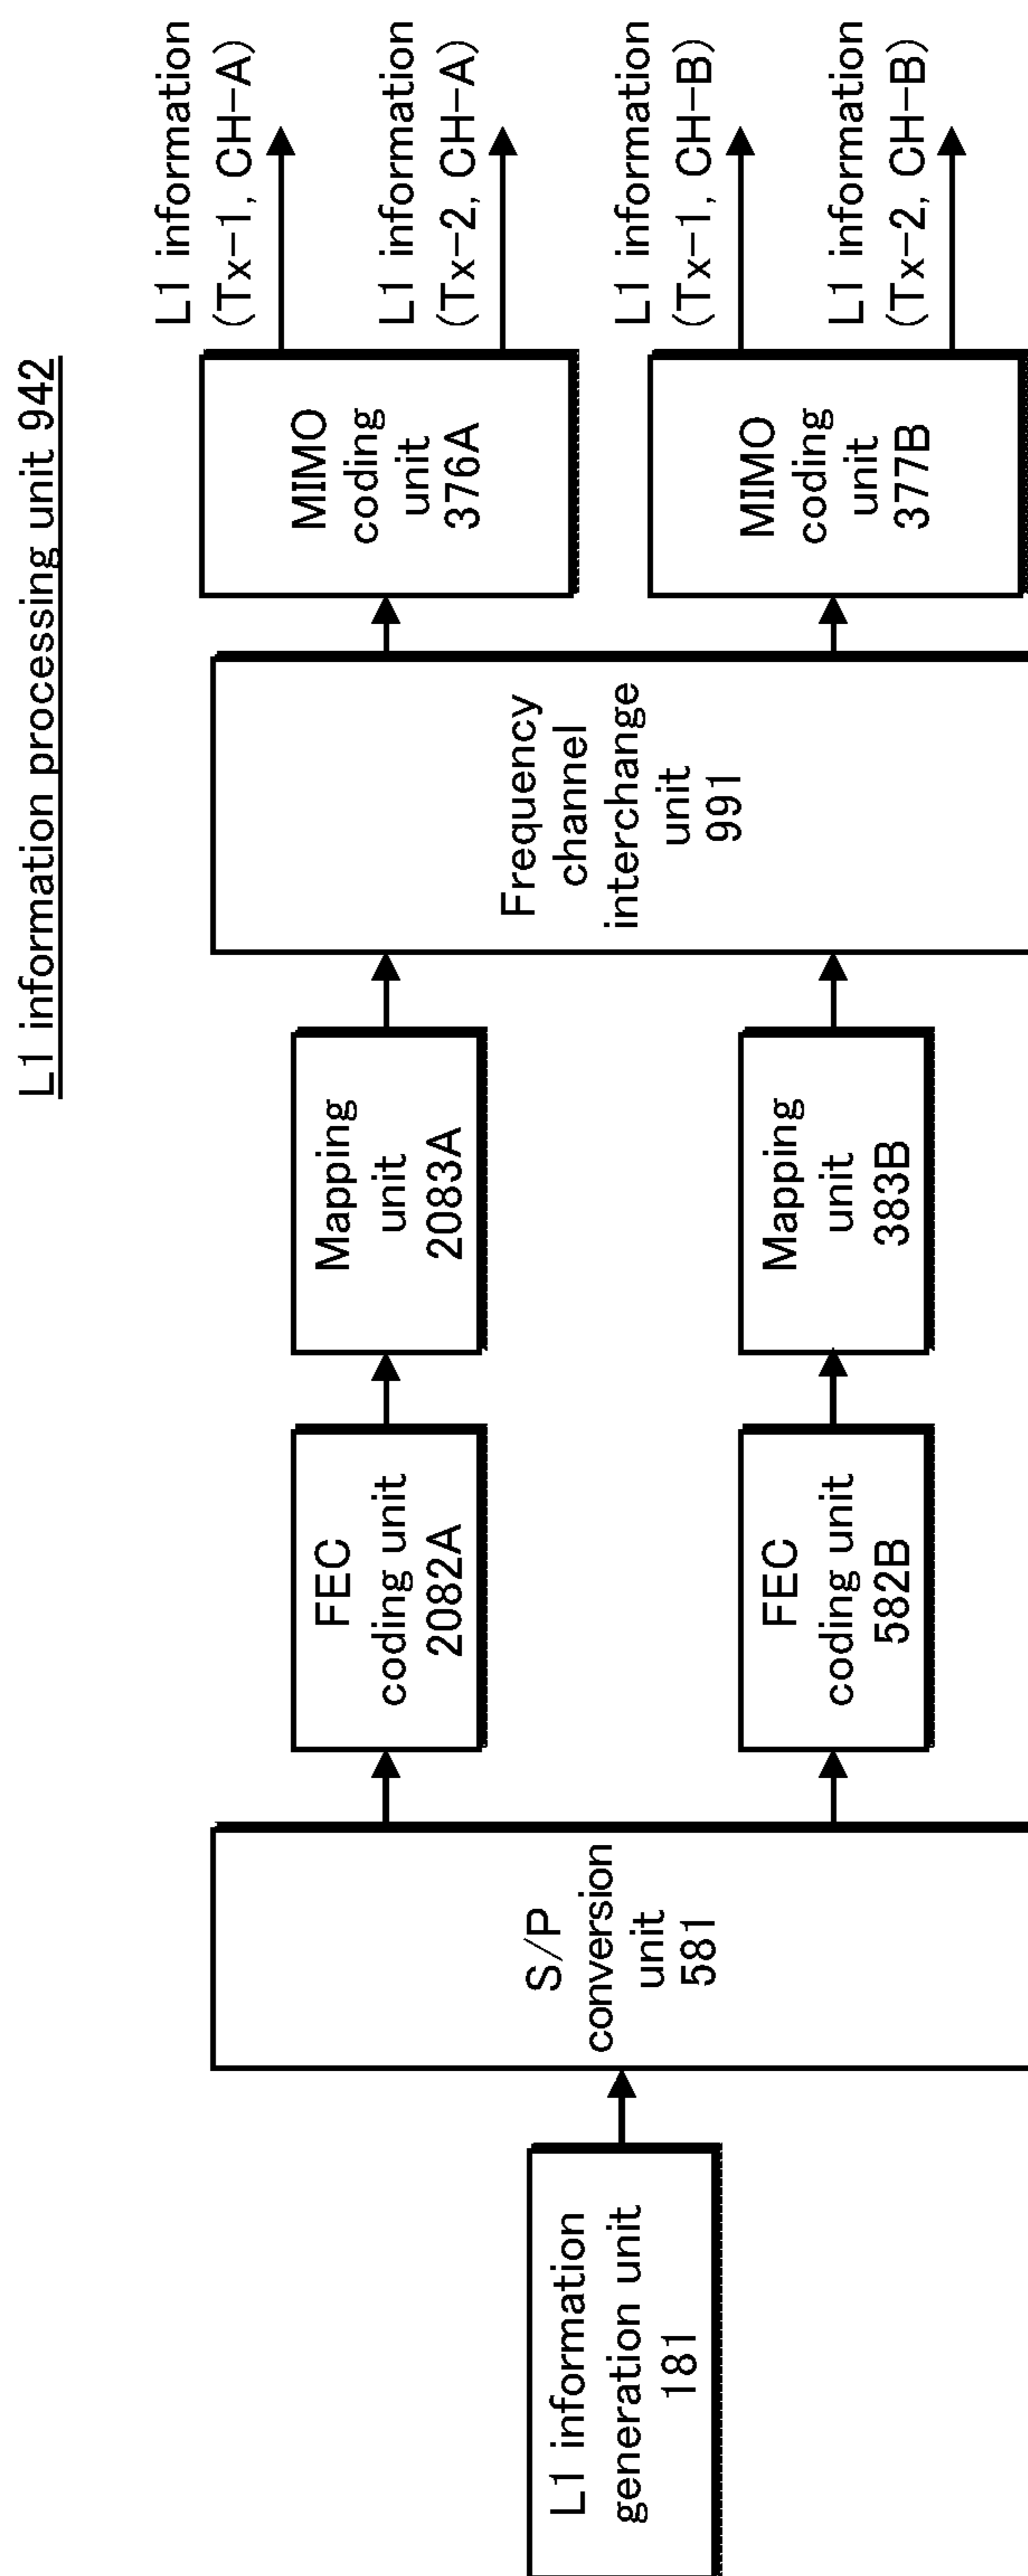 L1 information processing unit 942
L1 information
generation unit
181
S/P
conversion
unit
581
FEC
coding unit
2082A
Mapping
unit
2083A
FEC
coding unit
582B
Mapping
unit
383B
Frequency
channel
interchange
unit
991
MIMO
coding
unit
376A
MIMO
coding
unit
377B
L1 information
(Tx-1, CH-A)
L1 information
(Tx-2, CH-A)
L1 information
(Tx-1, CH-B)
L1 information
(Tx-2, CH-B)